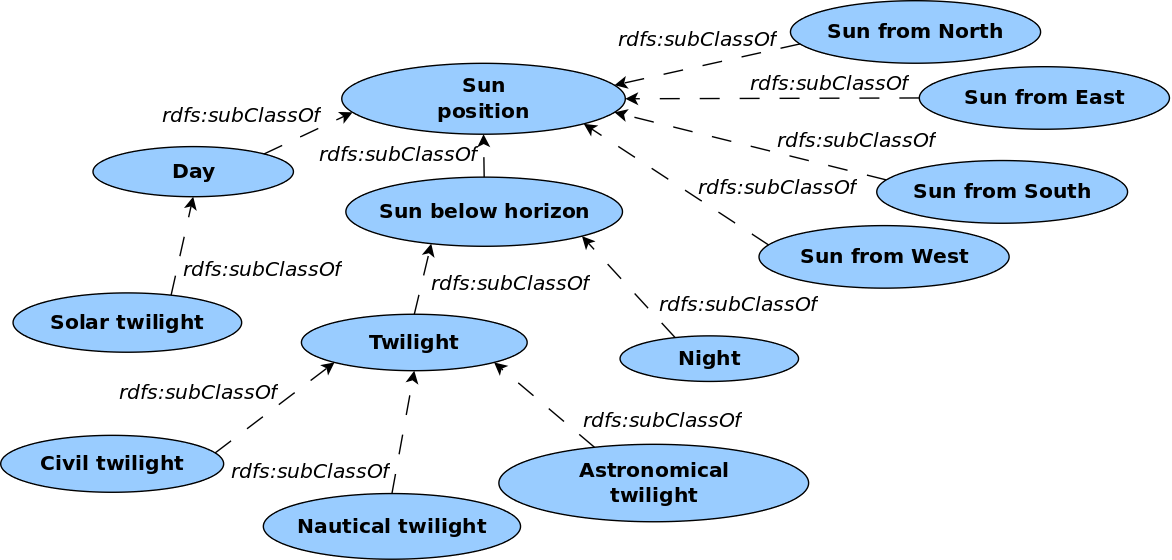 Sun from North
rdfs:subClassOf
Sun
position
rdfs:subClassOf
Sun from East
rdfs:subClassOf
rdfs:subClassOf
rdfs:subClassOf
Day
rdfs:subClassOf
Sun from South
Sun below horizon
Sun from West
rdfs:subClassOf
rdfs:subClassOf
rdfs:subClassOf
Solar twilight
Twilight
Night
rdfs:subClassOf
rdfs:subClassOf
Civil twilight
rdfs:subClassOf
Astronomical
twilight
Nautical twilight